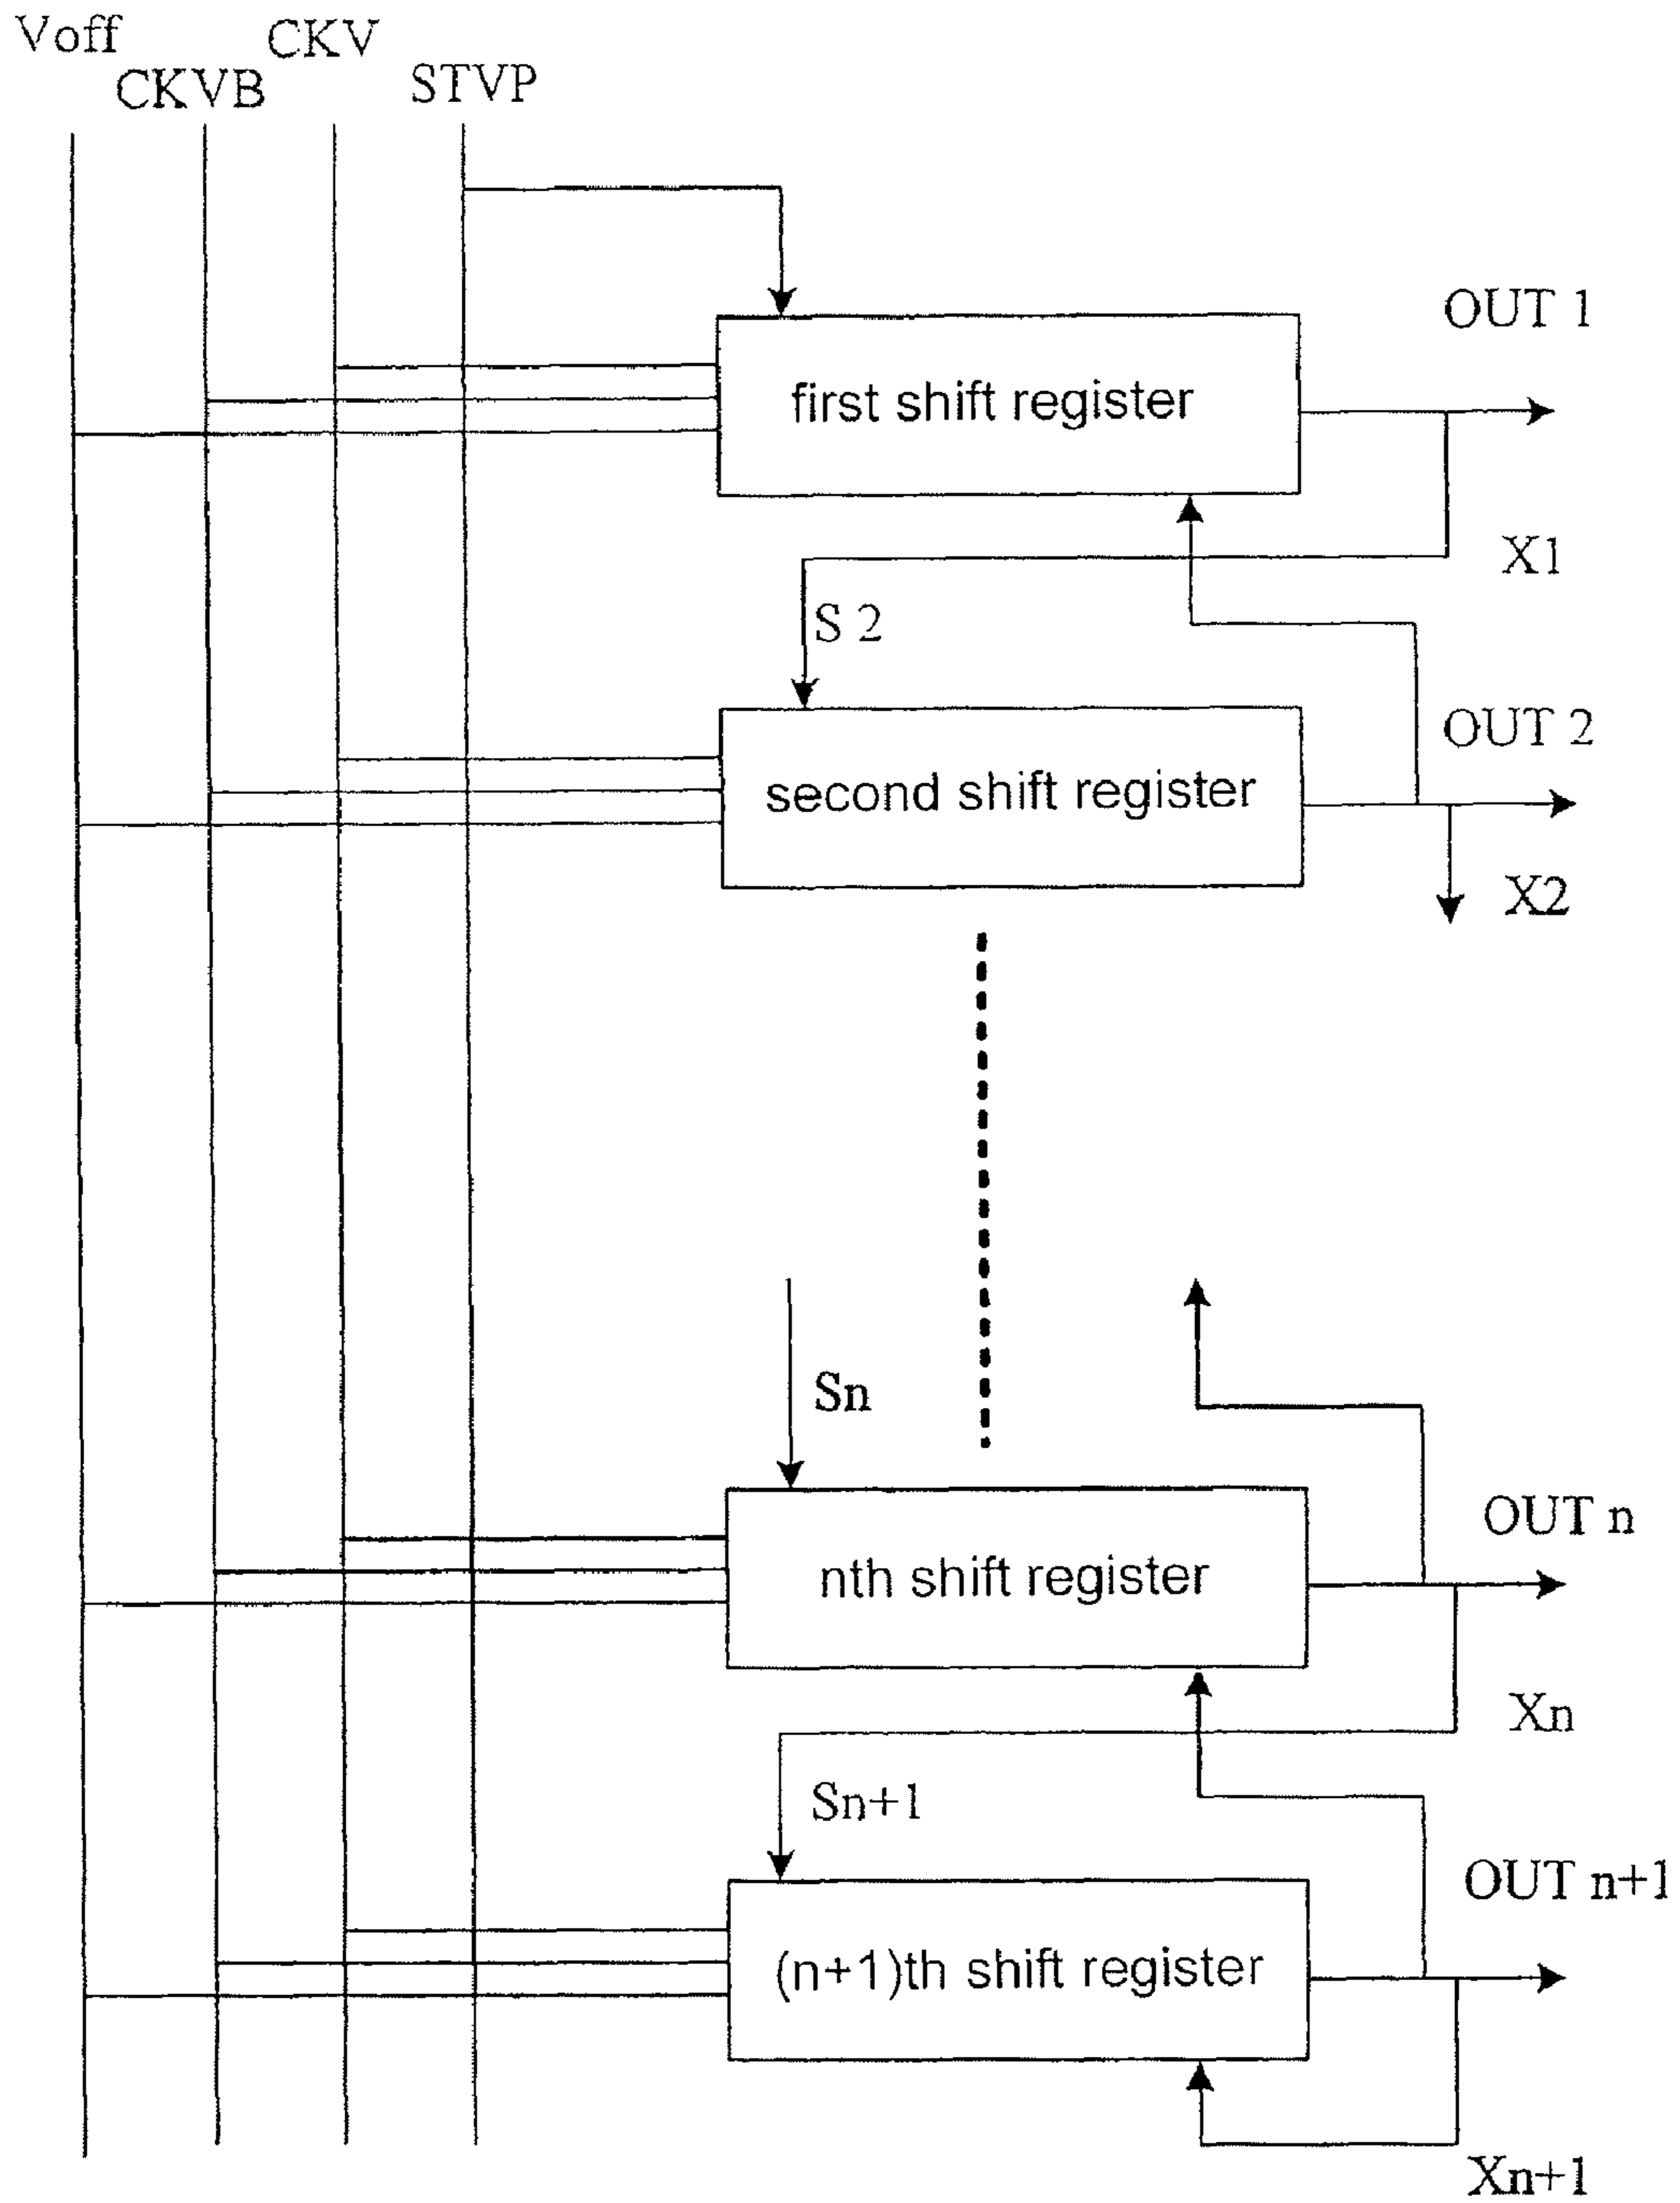 Voff
CKVB
CKV
STVP
OUT 1
first shift register
X1
S 2
OUT 2
second shift register
X2
Sn
OUT n
nth shift register
Xn
Sn+1
OUT n+1
(n+1)th shift register
Xn+1